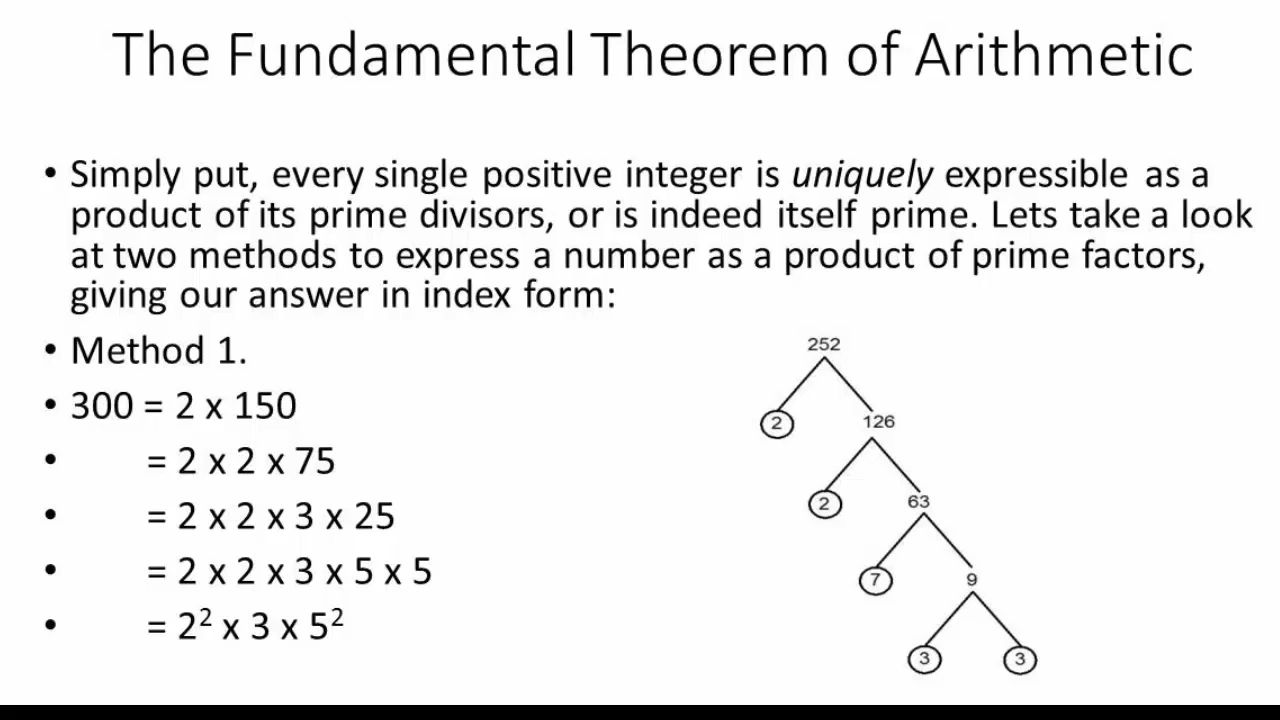 The Fundamental Theorem of Arithmetic
• Simply put, every single positive integer is uniquely expressible as a
product of its prime divisors, or is indeed itself prime. Lets take a look
at two methods to express a number as a product of prime factors,
giving our answer in index form:
• Method 1.
• 300 = 2 x 150
• = 2 x 2 x 75
• = 2 x 2 x 3 x 25
• = 2 x 2 x 3 x 5 x 5
• = 2² x 3 x 5²
252
2 126
2 63
7 9
3 3